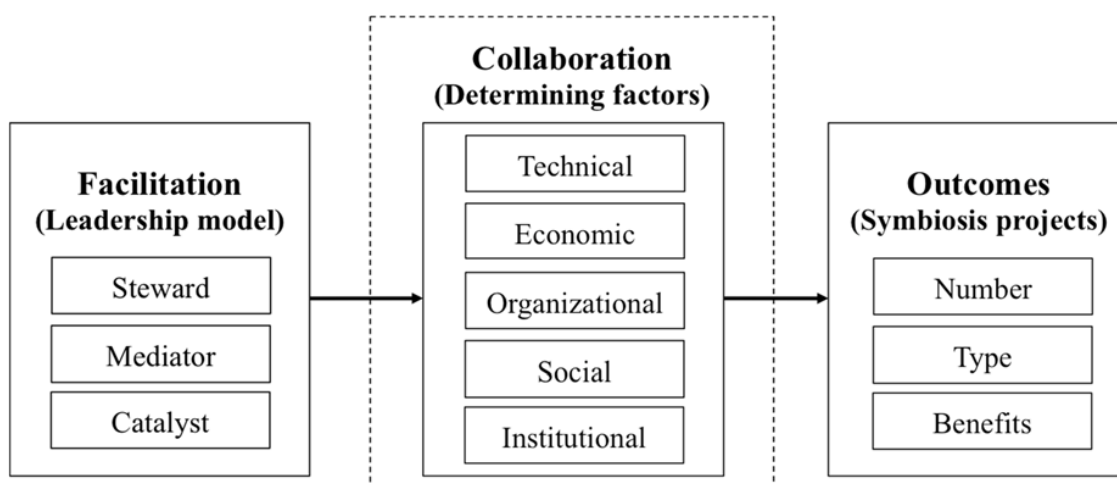 Facilitation
(Leadership model)
Steward
Mediator
Catalyst
Collaboration
(Determining factors)
Technical
Economic
Organizational
Social
Institutional
Outcomes
(Symbiosis projects)
Number
Type
Benefits